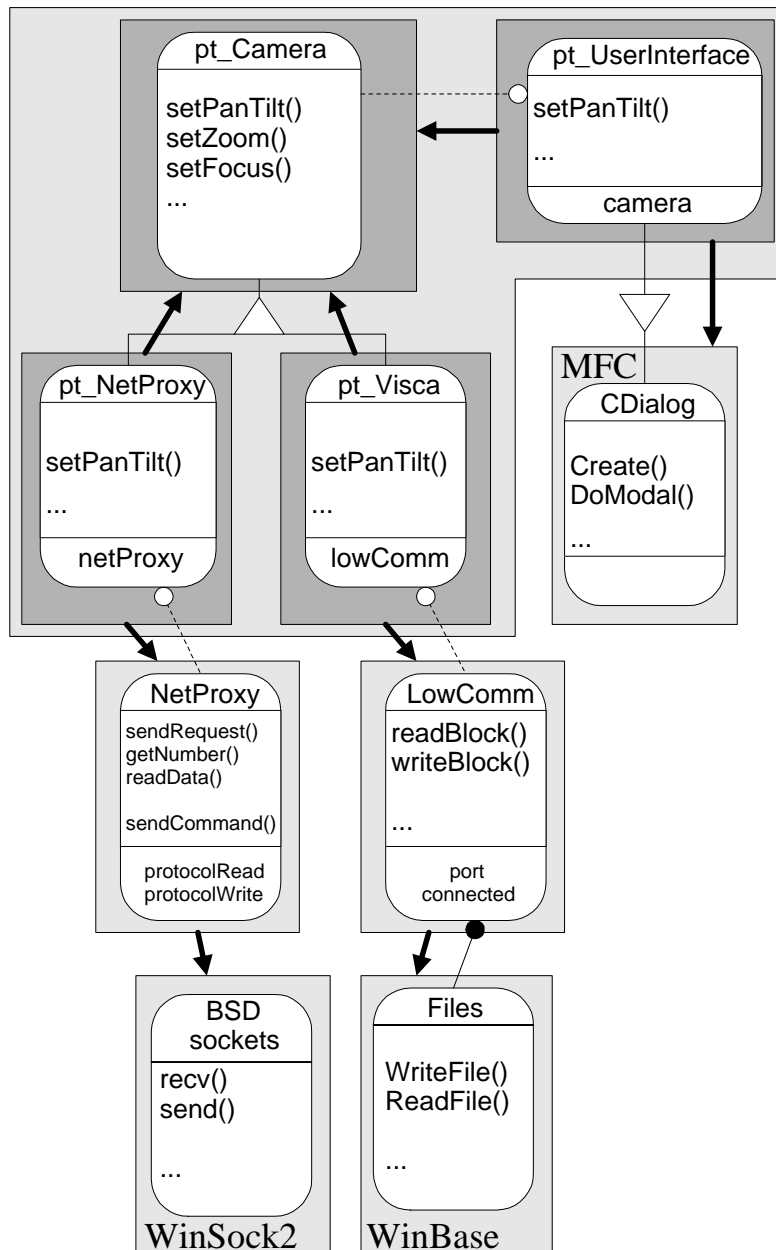 pt_Camera
setPanTilt()
setZoom()
setFocus()
...
pt_UserInterface
setPanTilt()
...
camera
pt_NetProxy
setPanTilt()
...
netProxy
pt_Visca
setPanTilt()
...
lowComm
MFC
CDialog
Create()
DoModal()
...
NetProxy
sendRequest()
getNumber()
readData()
sendCommand()
protocolRead
protocolWrite
LowComm
readBlock()
writeBlock()
...
port
connected
BSD
sockets
recv()
send()
...
WinSock2
Files
WriteFile()
ReadFile()
...
WinBase